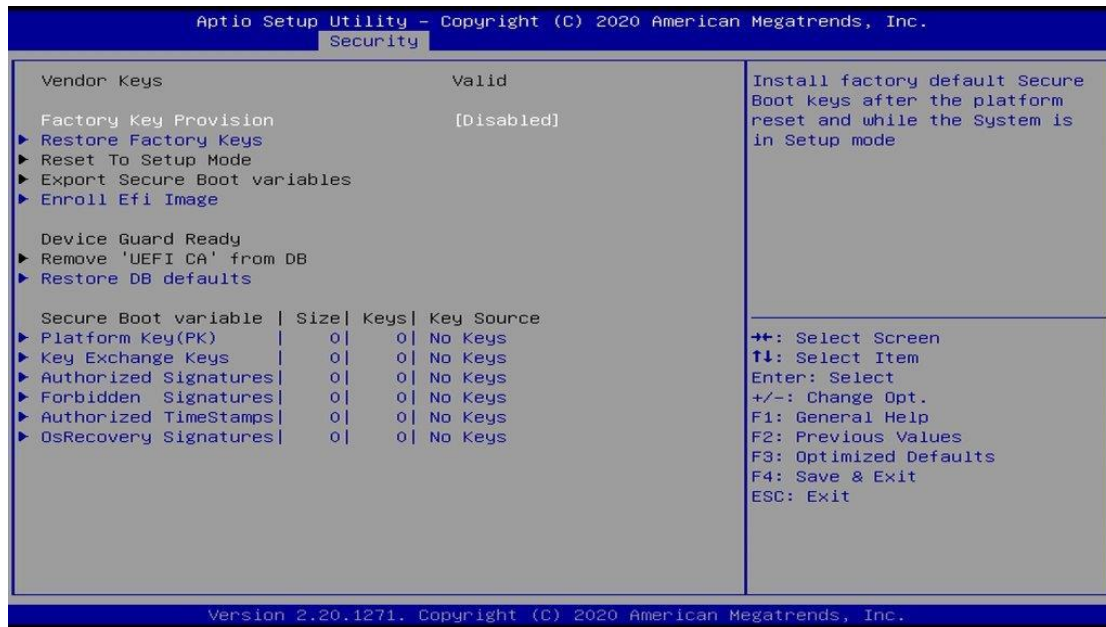 Aptio Setup Utility – Copyright (C) 2020 American Megatrends, Inc.
Security
Vendor Keys Valid
Factory Key Provision [Disabled]
▶ Restore Factory Keys
▶ Reset To Setup Mode
▶ Export Secure Boot variables
▶ Enroll Efi Image
Device Guard Ready
▶ Remove 'UEFI CA' from DB
▶ Restore DB defaults
Secure Boot variable | Size| Keys| Key Source
▶ Platform Key(PK) | 0| 0| No Keys
▶ Key Exchange Keys | 0| 0| No Keys
▶ Authorized Signatures| 0| 0| No Keys
▶ Forbidden Signatures| 0| 0| No Keys
▶ Authorized TimeStamps| 0| 0| No Keys
▶ OsRecovery Signatures| 0| 0| No Keys
Install factory default Secure
Boot keys after the platform
reset and while the System is
in Setup mode
→←: Select Screen
↑↓: Select Item
Enter: Select
+/-: Change Opt.
F1: General Help
F2: Previous Values
F3: Optimized Defaults
F4: Save & Exit
ESC: Exit
Version 2.20.1271. Copyright (C) 2020 American Megatrends, Inc.